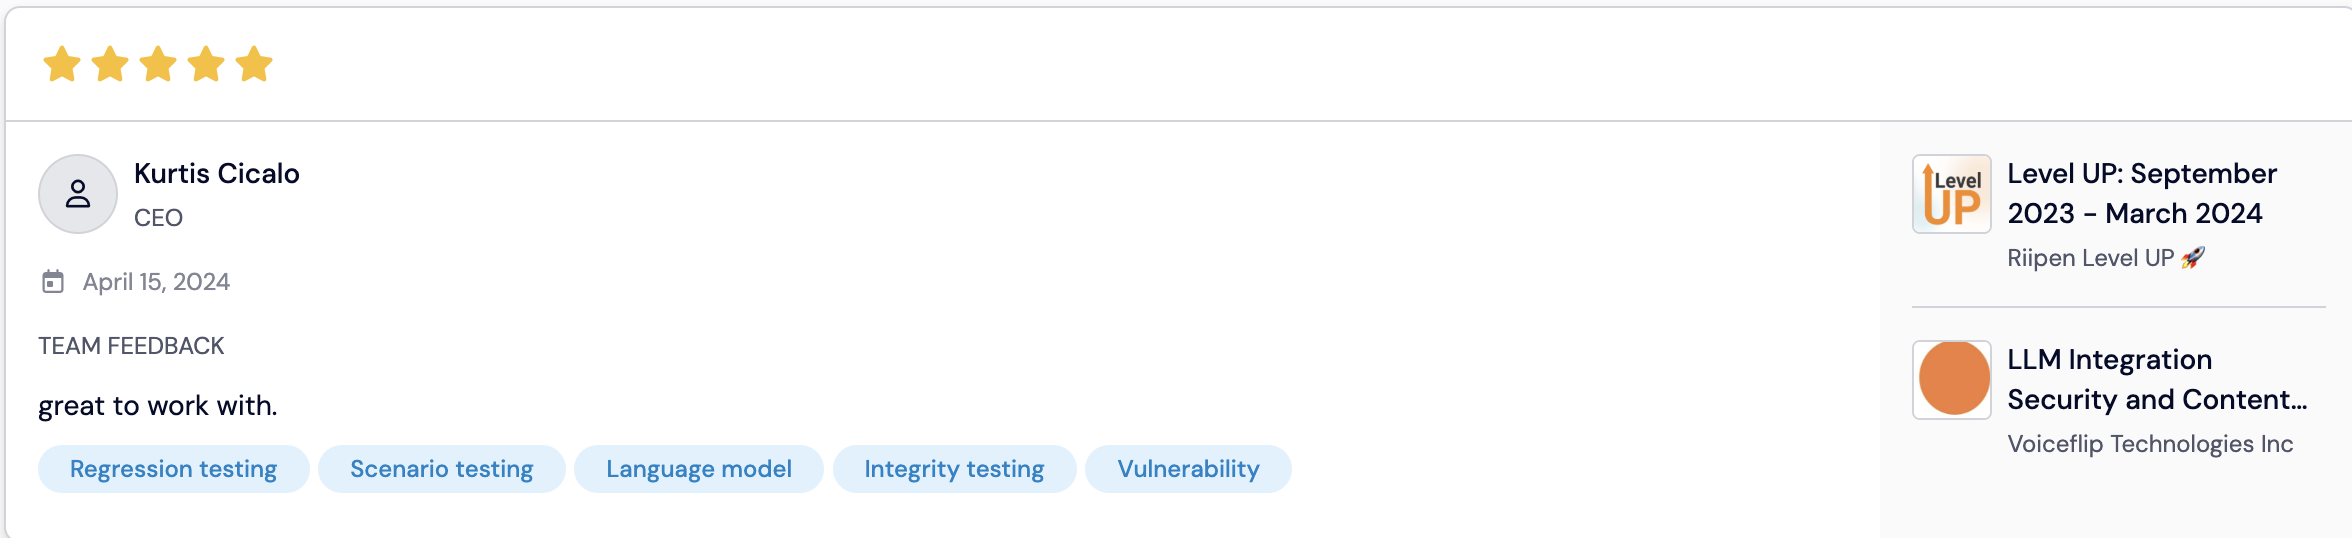 Kurtis Cicalo
CEO
April 15, 2024
TEAM FEEDBACK
great to work with.
Regression testing
Scenario testing
Language model
Integrity testing
Vulnerability
Level
UP
Level UP: September
2023 - March 2024
Riipen Level UP 🚀
LLM Integration
Security and Content...
Voiceflip Technologies Inc